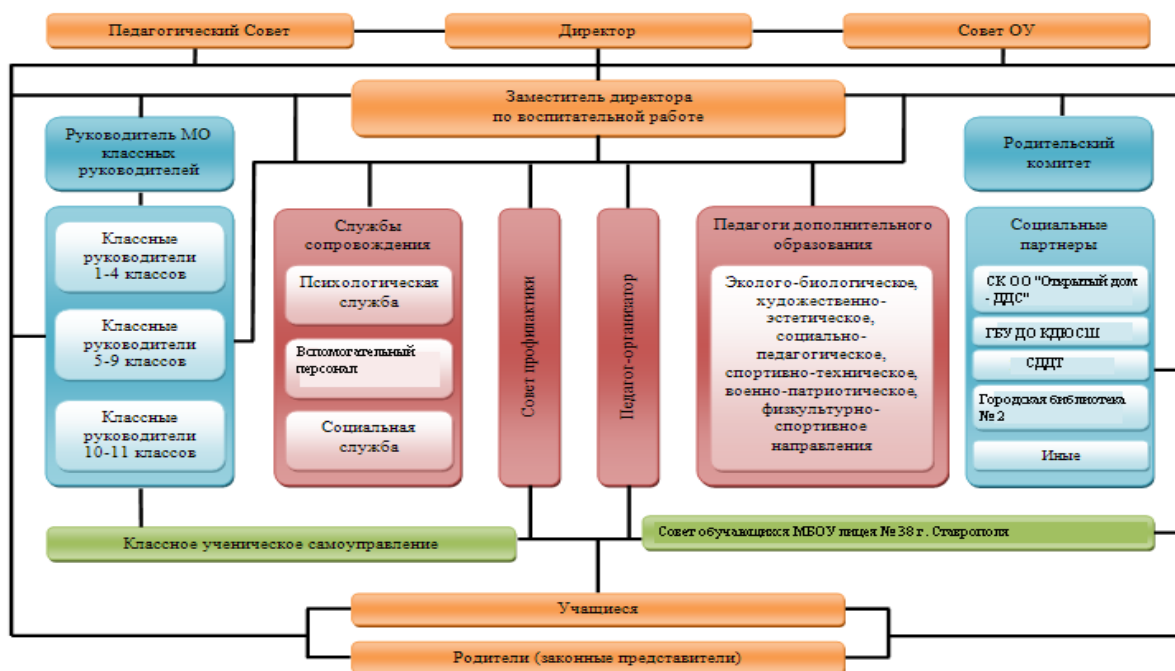 Педагогический Совет
Директор
Совет ОУ
Заместитель директора
по воспитательной работе
Руководитель МО
классных
руководителей
Родительский
комитет
Классные
руководители
1-4 классов
Классные
руководители
5-9 классов
Классные
руководители
10-11 классов
Службы
сопровождения
Психологическая
служба
Вспомогательный
персонал
Социальная
служба
Совет профилактики
Педагог-организатор
Педагоги дополнительного
образования
Эколого-биологическое,
художественно-
эстетическое,
социально-
педагогическое,
спортивно-техническое,
военно-патриотическое,
физкультурно-
спортивное
направления
Социальные
партнеры
СК ОО "Открытый дом
- ДДС"
ГБУ ДО КДЮСШ
СДДТ
Городская библиотека
№ 2
Иные
Классное ученическое самоуправление
Совет обучающихся МБОУ лицея № 38 г. Ставрополя
Учащиеся
Родители (законные представители)